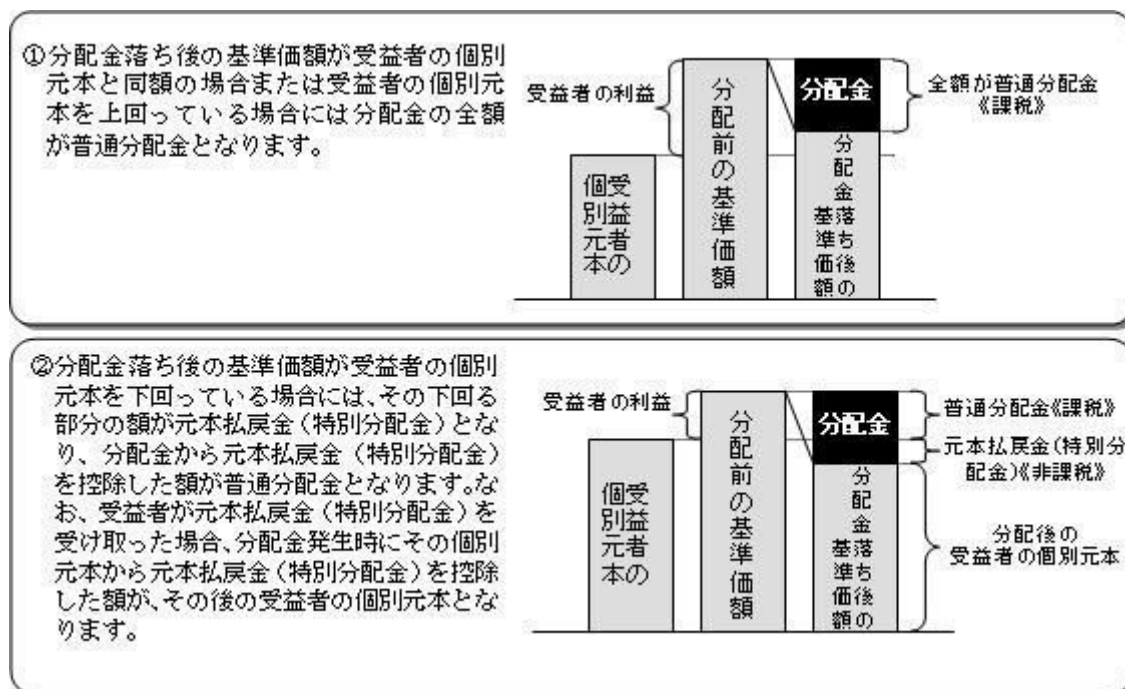 ①分配金落ち後の基準価額が受益者の個別
元本と同額の場合または受益者の個別元
本を上回っている場合には分配金の全額
が普通分配金となります。
受益者の利益
受益者の
個別元本
分配前の基準価額
分配金
分配金落ち後の
基準価額
全額が普通分配金
《課税》
②分配金落ち後の基準価額が受益者の個別
元本を下回っている場合には、その下回る
部分の額が元本払戻金(特別分配金)とな
り、分配金から元本払戻金(特別分配金)
を控除した額が普通分配金となります。な
お、受益者が元本払戻金(特別分配金)を
受け取った場合、分配金発生時にその個別
元本から元本払戻金(特別分配金)を控除
した額が、その後の受益者の個別元本とな
ります。
受益者の利益
受益者の
個別元本
分配前の基準価額
分配金
分配金落ち後の
基準価額
普通分配金《課税》
元本払戻金(特別分
配金)《非課税》
分配後の
受益者の個別元本